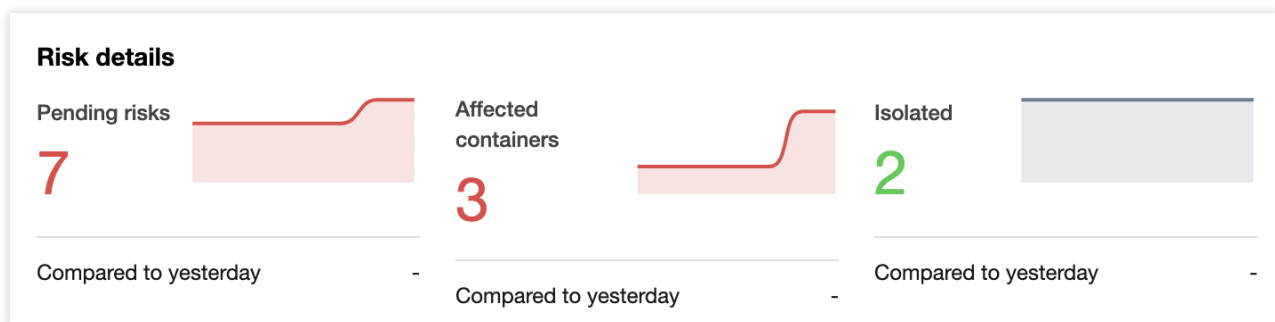 Risk details
Pending risks
7
Compared to yesterday -
Affected
containers
3
Compared to yesterday -
Isolated
2
Compared to yesterday -